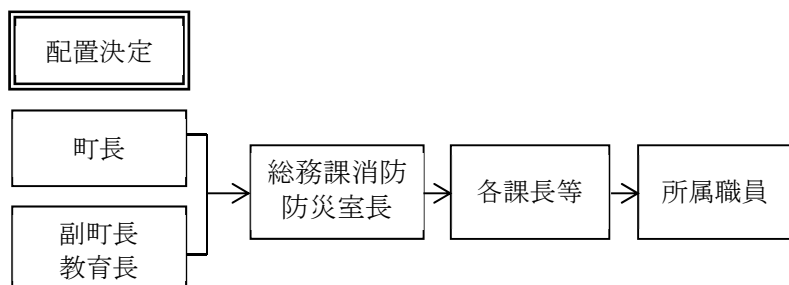 配置決定
町長
副町長
教育長
総務課消防
防災室長
各課長等
所属職員